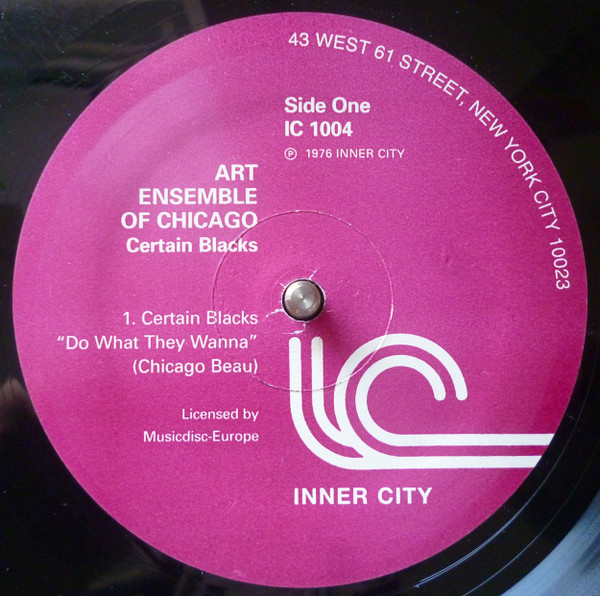 43 WEST 61 STREET, NEW YORK CITY 10023
Side One
IC 1004
Ⓟ 1976 INNER CITY
ART
ENSEMBLE
OF CHICAGO
Certain Blacks
1. Certain Blacks
"Do What They Wanna"
(Chicago Beau)
Licensed by
Musicdisc-Europe
IC
INNER CITY